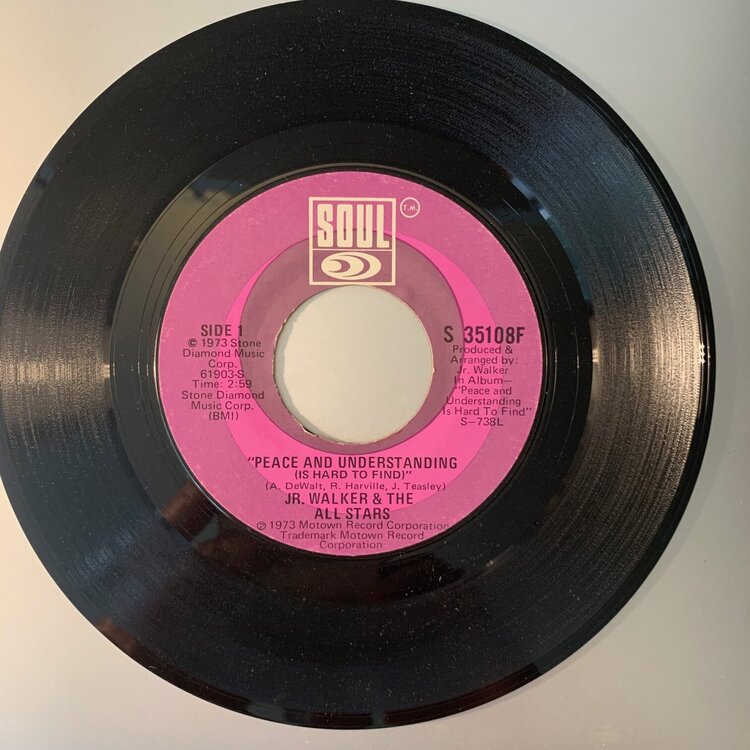 SOUL
T.M.
SIDE 1
© 1973 Stone
Diamond Music
Corp.
61903-S
Time: 2:59
Stone Diamond
Music Corp.
(BMI)
S 35108F
Produced &
Arranged by:
Jr. Walker
In Album—
"Peace and
Understanding
Is Hard To Find"
S-738L
"PEACE AND UNDERSTANDING
(IS HARD TO FIND)"
(A. DeWalt, R. Harville, J. Teasley)
JR. WALKER & THE
ALL STARS
℗ 1973 Motown Record Corporation
Trademark Motown Record
Corporation